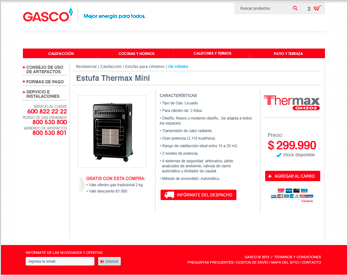 GASCO
Mejor energía para todos.
Buscar productos
2
CALEFACCIÓN
COCINAS Y HORNOS
CALEFONES Y TERMOS
PATIO Y TERRAZA
CONSEJO DE USO DE ARTEFACTOS
FORMAS DE PAGO
SERVICIO E INSTALACIONES
SERVICIO AL CLIENTE
600 822 22 22
PEDIDO DE GAS ENVASADO
800 530 800
ARRIENDO DE ARTEFACTOS
800 530 801
Residencial | Calefacción | Estufas para cilindros | De cilindro
Estufa Thermax Mini
GRATIS CON ESTA COMPRA:
• Vale cilindro gas tradicional 2 kg
• Vale descuento $1.000
CARACTERÍSTICAS
• Tipo de Gas: Licuado
• Para cilindro de: 2 kilos.
• Diseño: Nuevo y moderno diseño. Se adapta a todos los espacios.
• Transmisión de calor radiante.
• Gran potencia (2.110 kcal/hora).
• Rango de calefacción ideal entre 15 a 20 m2.
• 2 niveles de potencia.
• 4 sistemas de seguridad: antivuelco, piloto analizador de ambiente, válvula de cierre automático y limitador de caudal.
• Método de encendido: Automático.
INFÓRMATE DEL DESPACHO
Thermax
Precio:
$ 299.990
Stock disponible
AGREGAR AL CARRO
INFÓRMATE DE LAS NOVEDADES Y OFERTAS
Ingresa tu email
ENVIAR
GASCO © 2013 / TÉRMINOS Y CONDICIONES
PREGUNTAS FRECUENTES / COSTOS DE ENVÍO / MAPA DEL SITIO / CONTACTO